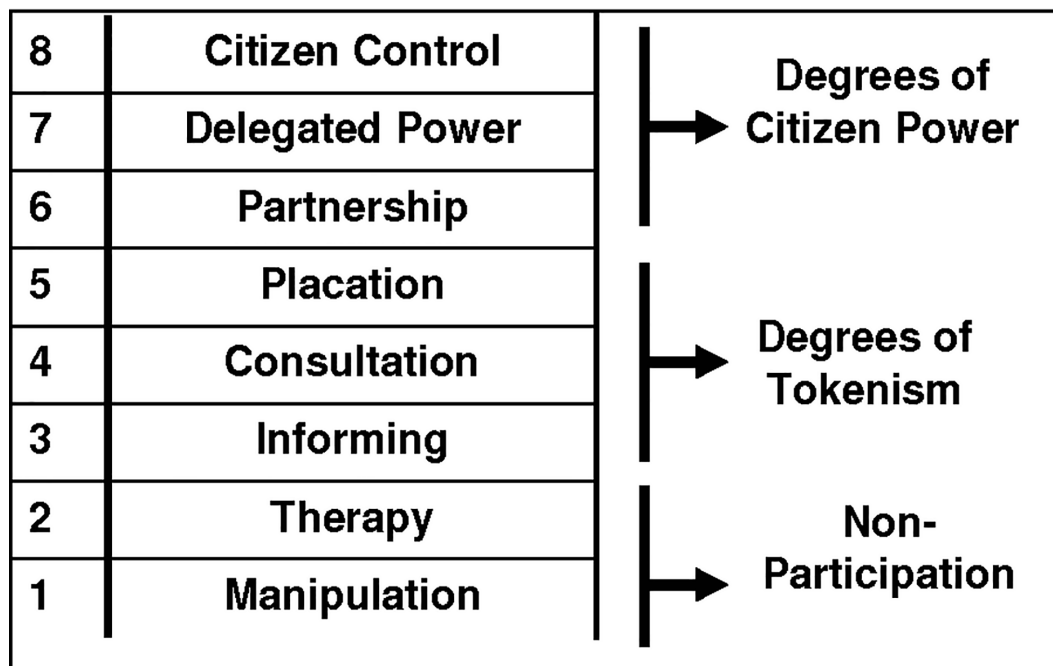 8 Citizen Control
7 Delegated Power
6 Partnership
5 Placation
4 Consultation
3 Informing
2 Therapy
1 Manipulation
Degrees of
Citizen Power
Degrees of
Tokenism
Non-
Participation